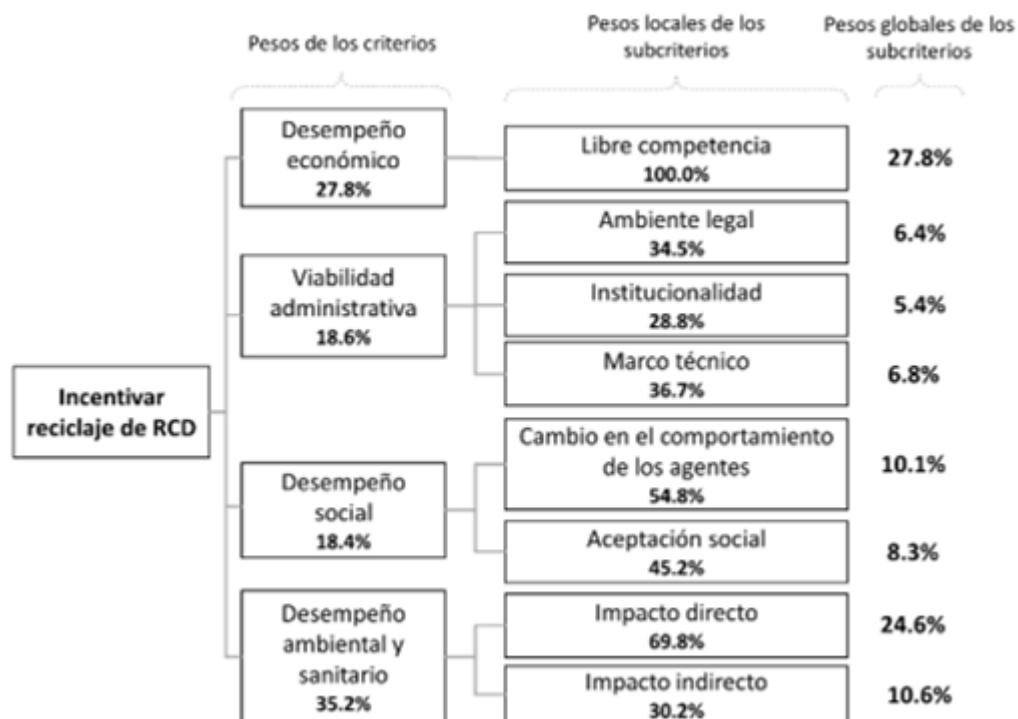 Pesos de los criterios
Pesos locales de los
subcriterios
Pesos globales de los
subcriterios
Incentivar
reciclaje de RCD
Desempeño
económico
27.8%
Libre competencia
100.0%
27.8%
Viabilidad
administrativa
18.6%
Ambiente legal
34.5%
6.4%
Institucionalidad
28.8%
5.4%
Marco técnico
36.7%
6.8%
Desempeño
social
18.4%
Cambio en el comportamiento
de los agentes
54.8%
10.1%
Aceptación social
45.2%
8.3%
Desempeño
ambiental y
sanitario
35.2%
Impacto directo
69.8%
24.6%
Impacto indirecto
30.2%
10.6%